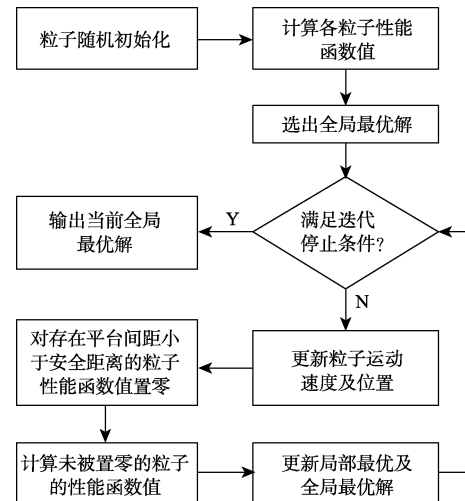 粒子随机初始化
计算各粒子性能
函数值
选出全局最优解
满足迭代
停止条件?
Y
输出当前全局
最优解
N
更新粒子运动
速度及位置
对存在平台间距小
于安全距离的粒子
性能函数值置零
计算未被置零的粒子
的性能函数值
更新局部最优及
全局最优解